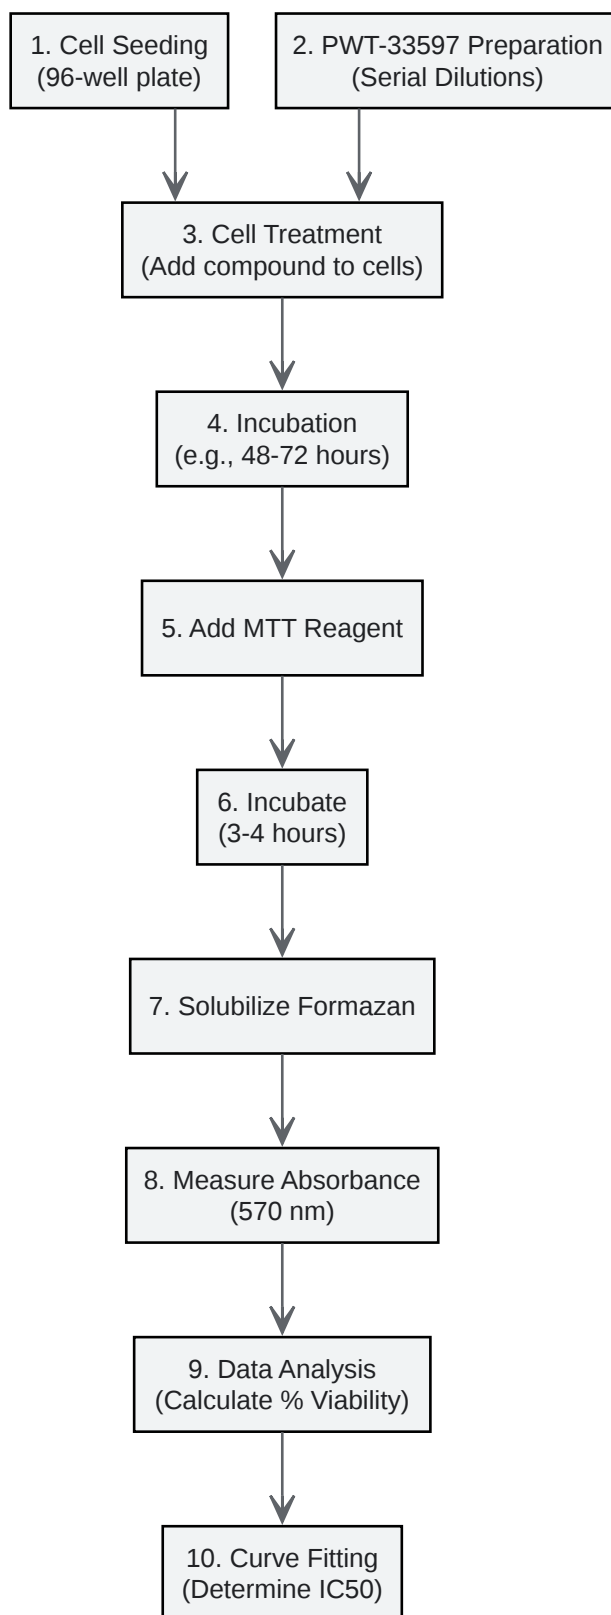 1. Cell Seeding
(96-well plate)
2. PWT-33597 Preparation
(Serial Dilutions)
3. Cell Treatment
(Add compound to cells)
4. Incubation
(e.g., 48-72 hours)
5. Add MTT Reagent
6. Incubate
(3-4 hours)
7. Solubilize Formazan
8. Measure Absorbance
(570 nm)
9. Data Analysis
(Calculate % Viability)
10. Curve Fitting
(Determine IC50)